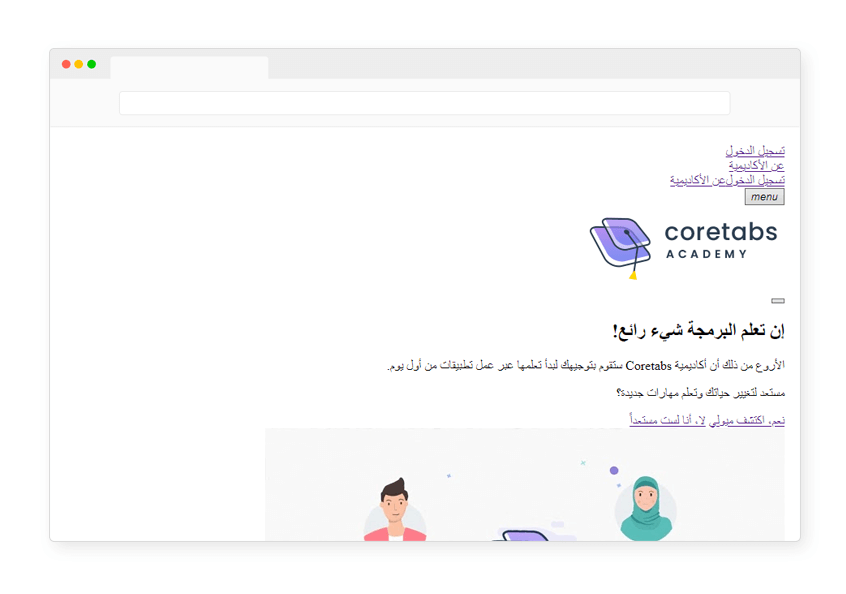 تسجيل الدخول
عن الأكاديمية
تسجيل الدخول عن الأكاديمية
menu
coretabs
ACADEMY
إن تعلم البرمجة شيء رائع!
الأروع من ذلك أن أكاديمية Coretabs ستقوم بتوجيهك لبدأ تعلمها عبر عمل تطبيقات من أول يوم.
مستعد لتغيير حياتك وتعلم مهارات جديدة؟
نعم، اكتشف ميولي لا، أنا لست مستعداً